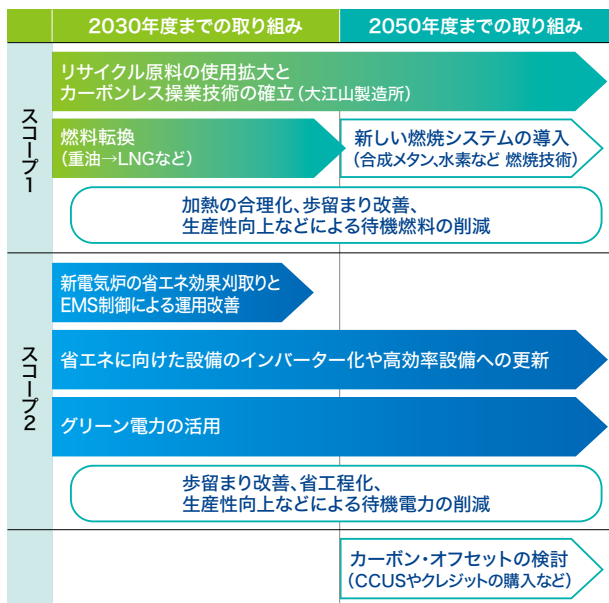 2030年度までの取り組み
2050年度までの取り組み
スコープ1
リサイクル原料の使用拡大と
カーボンレス操業技術の確立(大江山製造所)
燃料転換
(重油→LNGなど)
新しい燃焼システムの導入
(合成メタン、水素など 燃焼技術)
加熱の合理化、歩留まり改善、
生産性向上などによる待機燃料の削減
スコープ2
新電気炉の省エネ効果刈取りと
EMS制御による運用改善
省エネに向けた設備のインバーター化や高効率設備への更新
グリーン電力の活用
歩留まり改善、省工程化、
生産性向上などによる待機電力の削減
カーボン・オフセットの検討
(CCUSやクレジットの購入など)